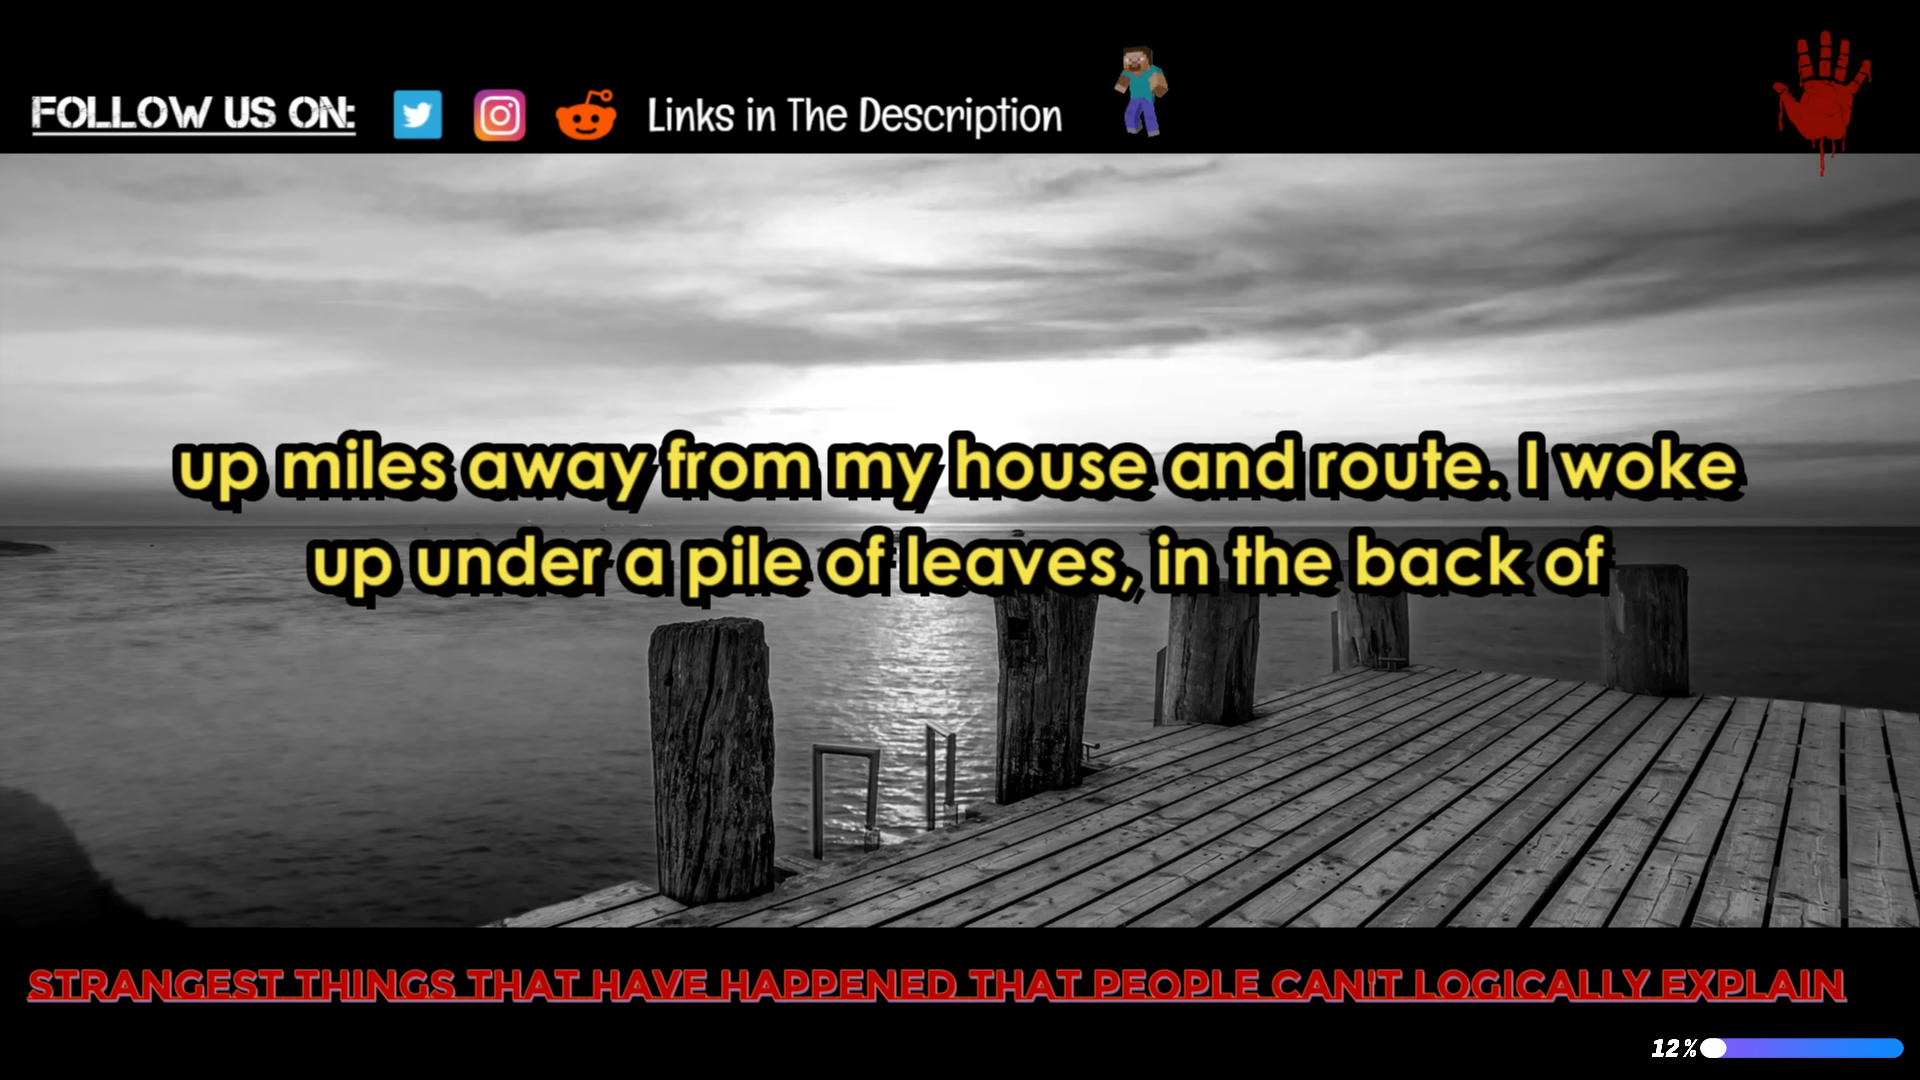 FOLLOW US ON:
Links in The Description
up miles away from my house and route. I woke
up under a pile of leaves, in the back of
STRANGEST THINGS THAT HAVE HAPPENED THAT PEOPLE CAN'T LOGICALLY EXPLAIN
12%